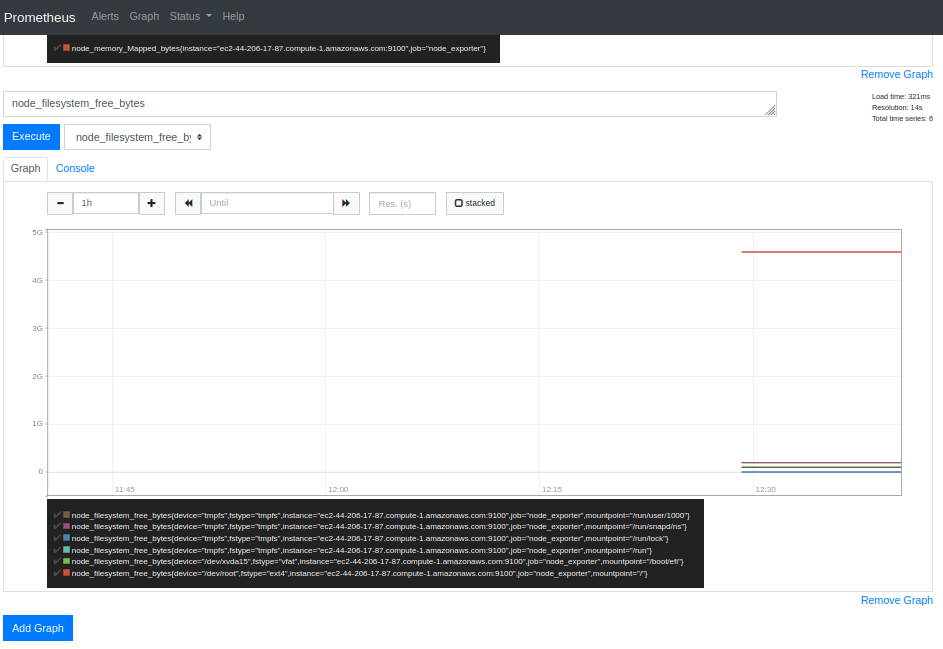 Prometheus Alerts Graph Status Help
node_memory_Mapped_bytes{instance="ec2-44-206-17-87.compute-1.amazonaws.com:9100",job="node_exporter"}
Remove Graph
node_filesystem_free_bytes
Load time: 321ms
Resolution: 14s
Total time series: 6
Execute node_filesystem_free_by
Graph Console
1h Until Res. (s) stacked
5G
4G
3G
2G
1G
0
11:45 12:00 12:15 12:30
node_filesystem_free_bytes{device="tmpfs",fstype="tmpfs",instance="ec2-44-206-17-87.compute-1.amazonaws.com:9100",job="node_exporter",mountpoint="/run/user/1000"}
node_filesystem_free_bytes{device="tmpfs",fstype="tmpfs",instance="ec2-44-206-17-87.compute-1.amazonaws.com:9100",job="node_exporter",mountpoint="/run/snapd/ns"}
node_filesystem_free_bytes{device="tmpfs",fstype="tmpfs",instance="ec2-44-206-17-87.compute-1.amazonaws.com:9100",job="node_exporter",mountpoint="/run/lock"}
node_filesystem_free_bytes{device="tmpfs",fstype="tmpfs",instance="ec2-44-206-17-87.compute-1.amazonaws.com:9100",job="node_exporter",mountpoint="/run"}
node_filesystem_free_bytes{device="/dev/xvda15",fstype="vfat",instance="ec2-44-206-17-87.compute-1.amazonaws.com:9100",job="node_exporter",mountpoint="/boot/efi"}
node_filesystem_free_bytes{device="/dev/root",fstype="ext4",instance="ec2-44-206-17-87.compute-1.amazonaws.com:9100",job="node_exporter",mountpoint="/"}
Remove Graph
Add Graph